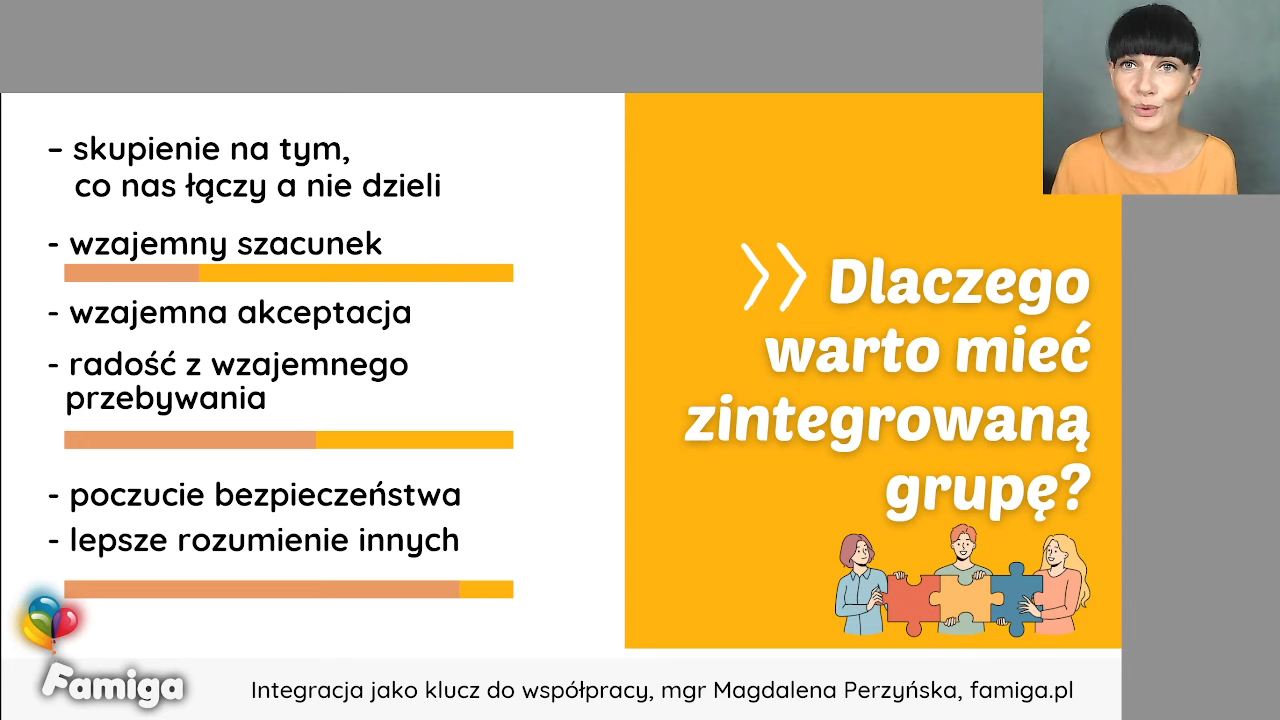 – skupienie na tym,
co nas łączy a nie dzieli
- wzajemny szacunek
- wzajemna akceptacja
- radość z wzajemnego
przebywania
- poczucie bezpieczeństwa
- lepsze rozumienie innych
Dlaczego
warto mieć
zintegrowaną
grupę?
Famiga
Integracja jako klucz do współpracy, mgr Magdalena Perzyńska, famiga.pl